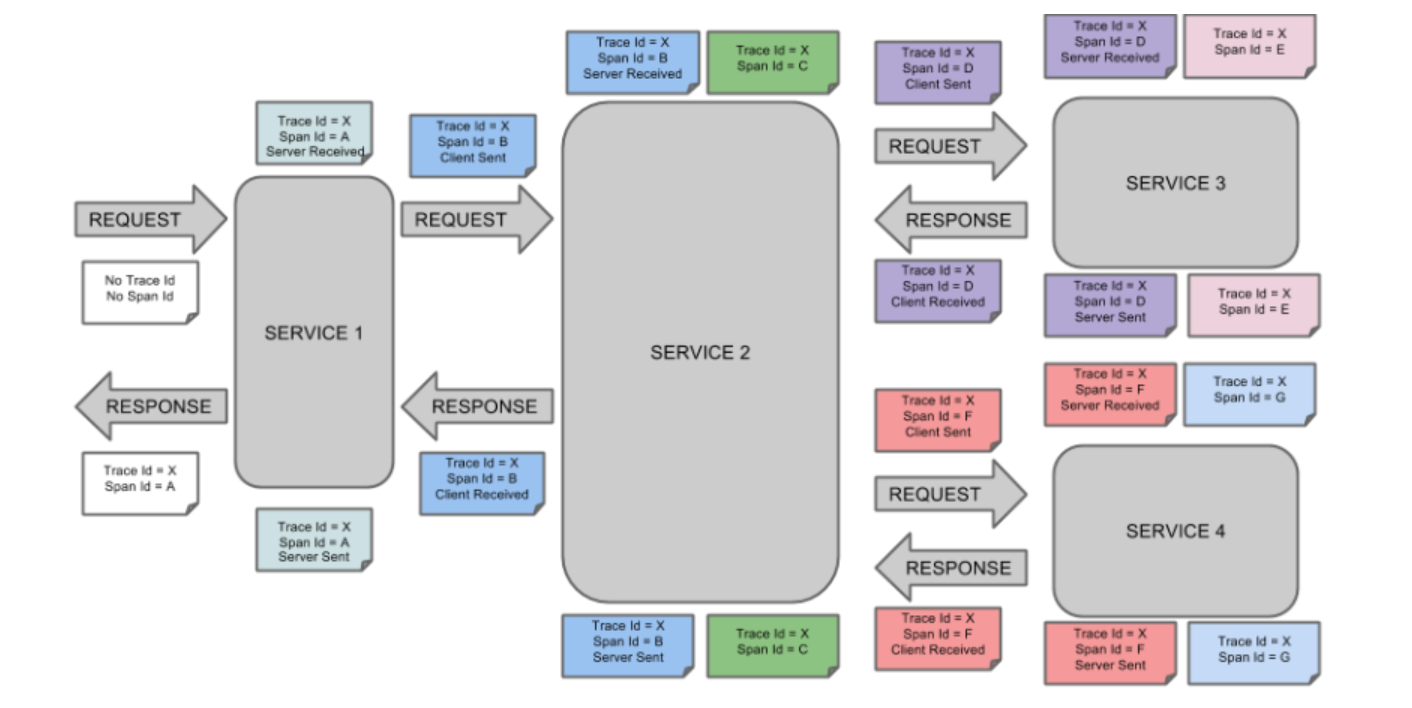 Trace Id = X
Span Id = A
Server Received
REQUEST
No Trace Id
No Span Id
SERVICE 1
RESPONSE
Trace Id = X
Span Id = A
Trace Id = X
Span Id = A
Server Sent
Trace Id = X
Span Id = B
Client Sent
REQUEST
RESPONSE
Trace Id = X
Span Id = B
Client Received
Trace Id = X
Span Id = B
Server Received
Trace Id = X
Span Id = C
SERVICE 2
Trace Id = X
Span Id = B
Server Sent
Trace Id = X
Span Id = C
Trace Id = X
Span Id = D
Client Sent
REQUEST
RESPONSE
Trace Id = X
Span Id = D
Client Received
Trace Id = X
Span Id = D
Server Received
Trace Id = X
Span Id = E
SERVICE 3
Trace Id = X
Span Id = D
Server Sent
Trace Id = X
Span Id = E
Trace Id = X
Span Id = F
Client Sent
REQUEST
RESPONSE
Trace Id = X
Span Id = F
Client Received
Trace Id = X
Span Id = F
Server Received
Trace Id = X
Span Id = G
SERVICE 4
Trace Id = X
Span Id = F
Server Sent
Trace Id = X
Span Id = G